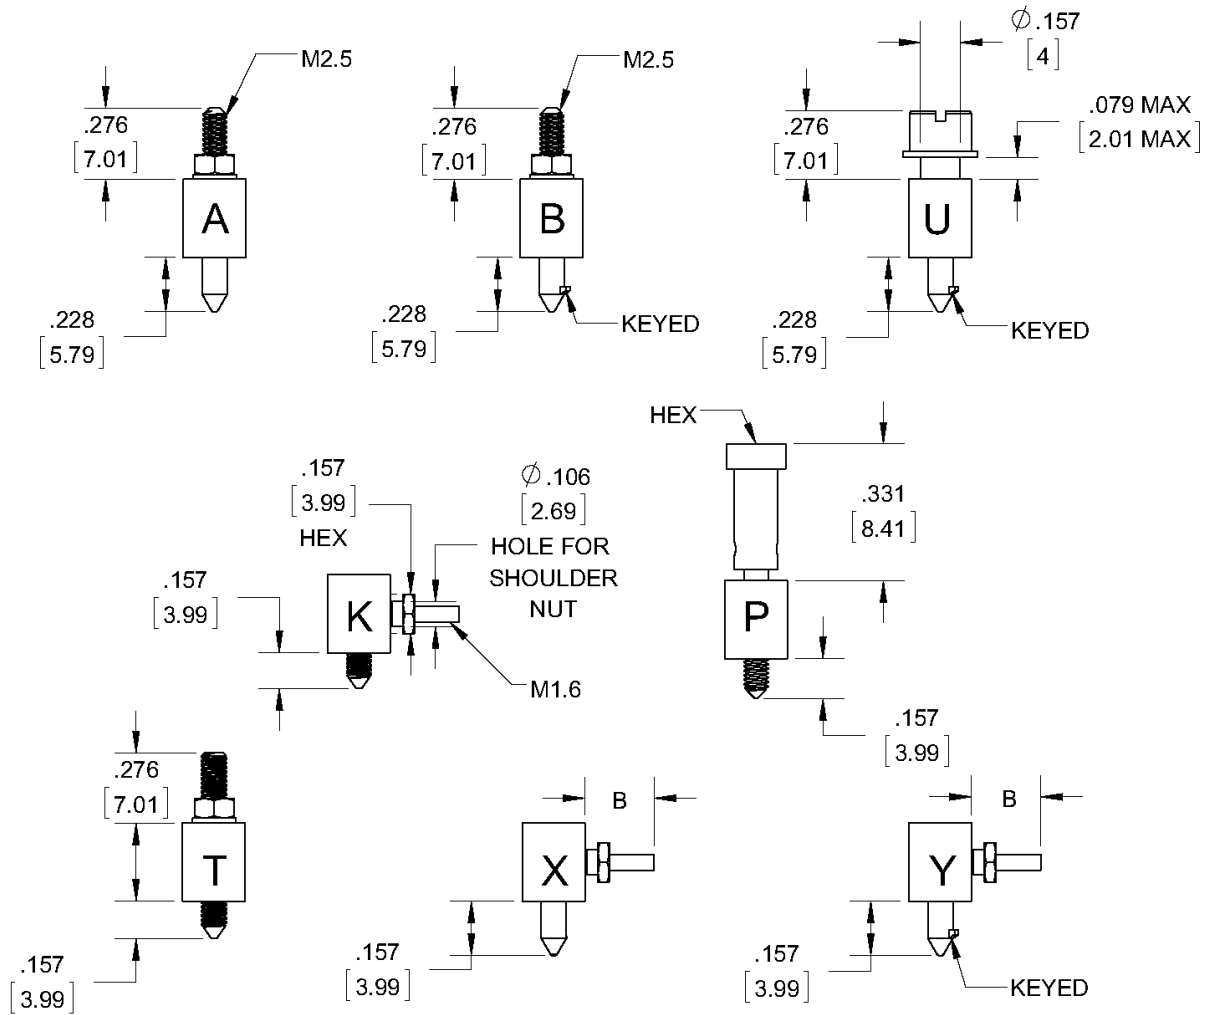 M2.5
.276
[7.01]
A
.228
[5.79]
M2.5
.276
[7.01]
B
.228
[5.79]
KEYED
Ø.157
[4]
.079 MAX
[2.01 MAX]
.276
[7.01]
U
.228
[5.79]
KEYED
.157
[3.99]
HEX
Ø.106
[2.69]
HOLE FOR
SHOULDER
NUT
.157
[3.99]
K
M1.6
HEX
.331
[8.41]
P
.157
[3.99]
.276
[7.01]
T
.157
[3.99]
B
X
.157
[3.99]
B
Y
.157
[3.99]
KEYED